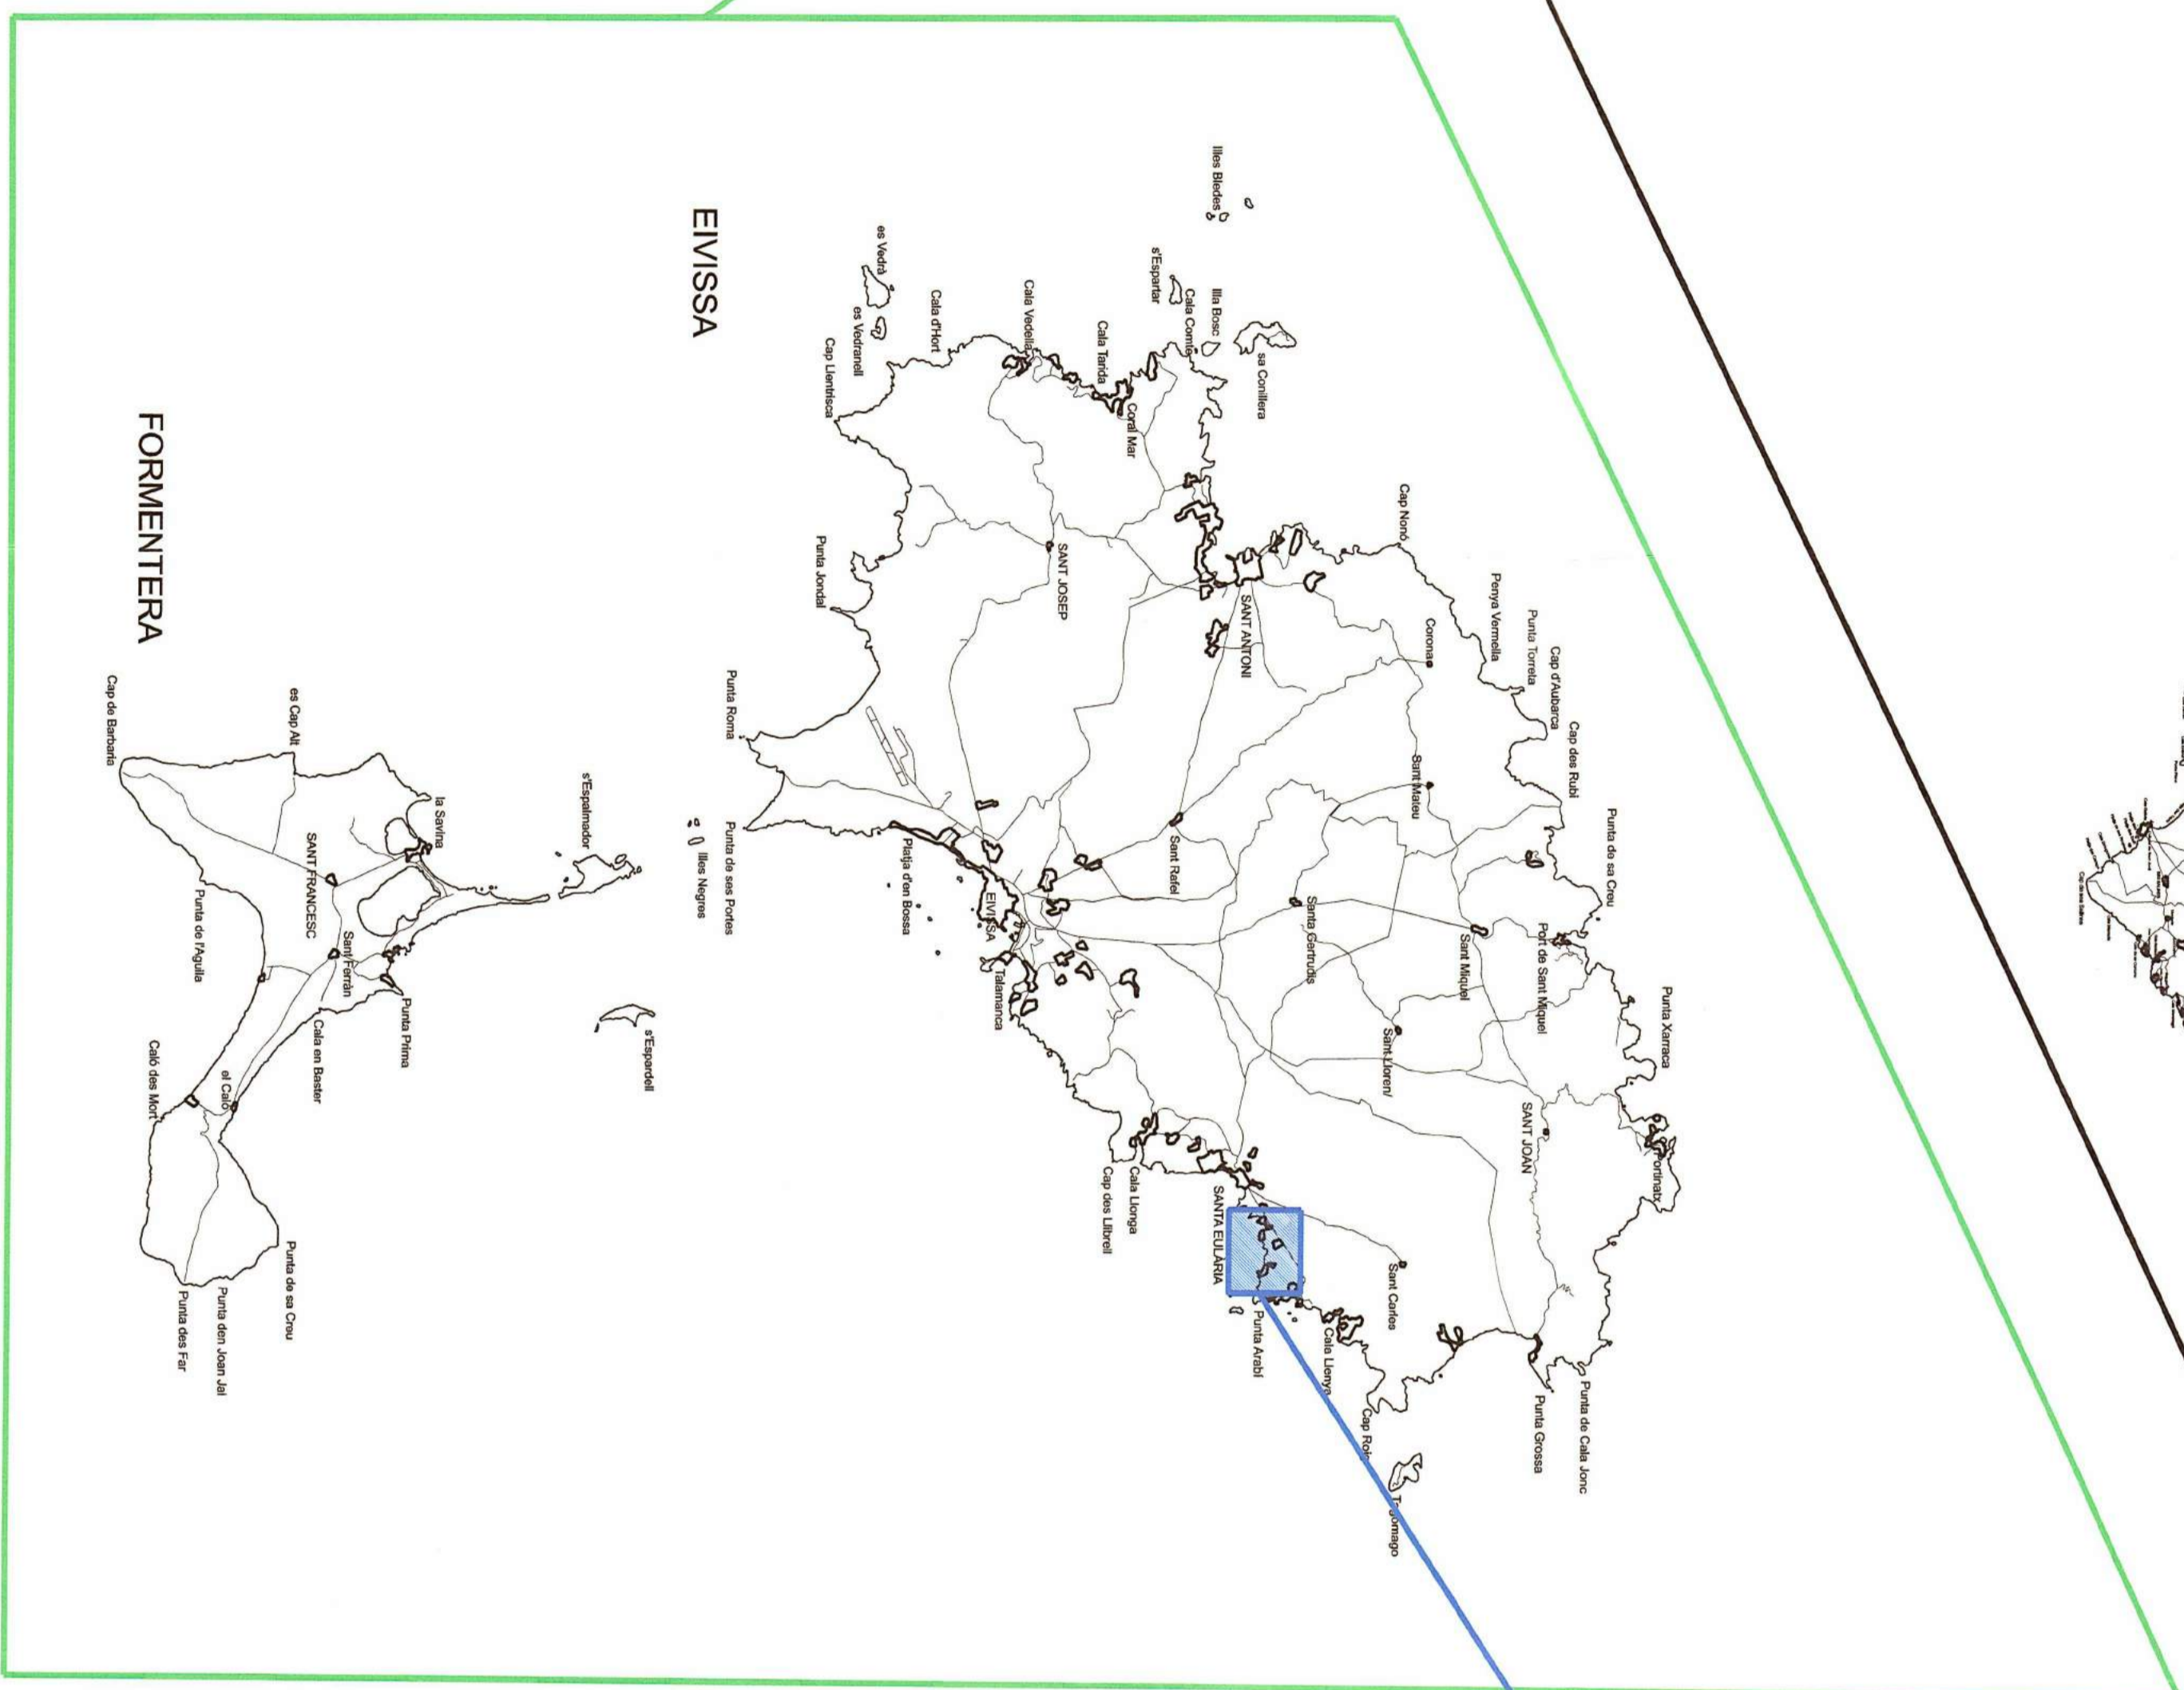 Punta Xarraca
Portinatx
Punta de sa Creu
Cap des Rubi
Cap d'Aubarca
Punta Torreta
Penya Vermella
Port de Sant Miquel
SANT JOAN
Punta de Cala Jonc
Punta Grossa
Cap Nonó
Corona
Sant Mateu
Sant Miquel
Sant Lloren/
Sant Carles
Cap Roig
Cala Llenya
Santa Gertrudis
sa Conillera
Illa Bosc
Illes Bledes
s'Espartar
Cala Comte
SANT ANTONI
Punta Arabí
SANTA EULÀRIA
Sant Rafel
Coral Mar
Cala Tarida
Cala Llonga
Cap des Llibrell
SANT JOSEP
Cala Vedella
EIVISSA
Talamanca
Cala d'Hort
es Vedrà
es Vedranell
Cap Llentrisca
Platja d'en Bossa
Punta Jondal
Punta Roma
Punta de ses Portes
Illes Negres
EIVISSA
s'Espardell
s'Espalmador
la Savina
Punta Prima
Sant Ferràn
SANT FRANCESC
Cala en Baster
es Cap Alt
Punta de sa Creu
el Caló
Punta den Joan Jai
Punta de l'Aguila
Punta des Far
Caló des Mort
Cap de Barbaria
FORMENTERA